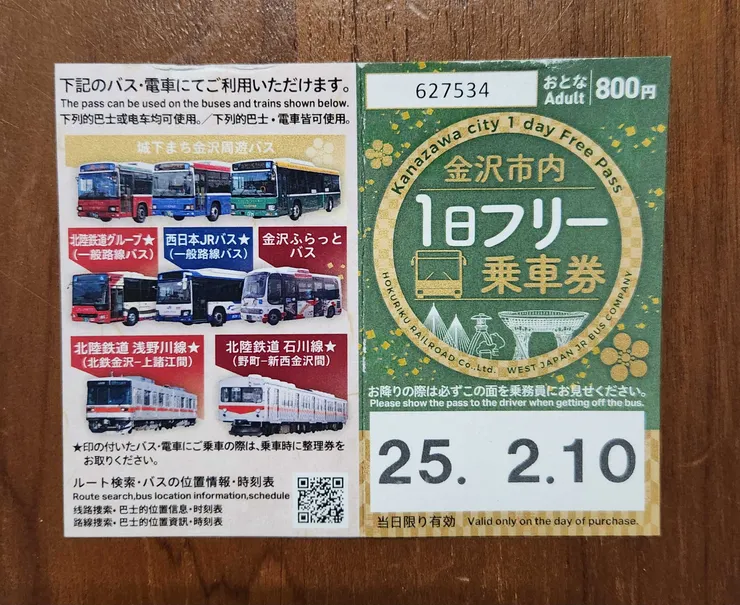 下記のバス・電車にてご利用いただけます。
The pass can be used on the buses and trains shown below.
下列的巴士或电车均可使用。／下列的巴士・電車皆可使用。
城下まち金沢周遊バス
北陸鉄道グループ★
(一般路線バス)
西日本JRバス★
(一般路線バス)
金沢ふらっと
バス
北陸鉄道 浅野川線★
(北鉄金沢－上諸江間)
北陸鉄道 石川線★
(野町－新西金沢間)
★印の付いたバス・電車にご乗車の際は、乗車時に整理券を
お取りください。
ルート検索・バスの位置情報・時刻表
Route search,bus location information,schedule
线路搜索・巴士的位置信息・时刻表
路線搜索・巴士的位置資訊・時刻表
627534
おとな
Adult
800円
Kanazawa city 1 day Free Pass
金沢市内
1日フリー
乗車券
HOKURIKU RAILROAD Co.,Ltd. WEST JAPAN JR BUS COMPANY
お降りの際は必ずこの面を乗務員にお見せください。
Please show the pass to the driver when getting off the bus.
25. 2.10
当日限り有効 Valid only on the day of purchase.